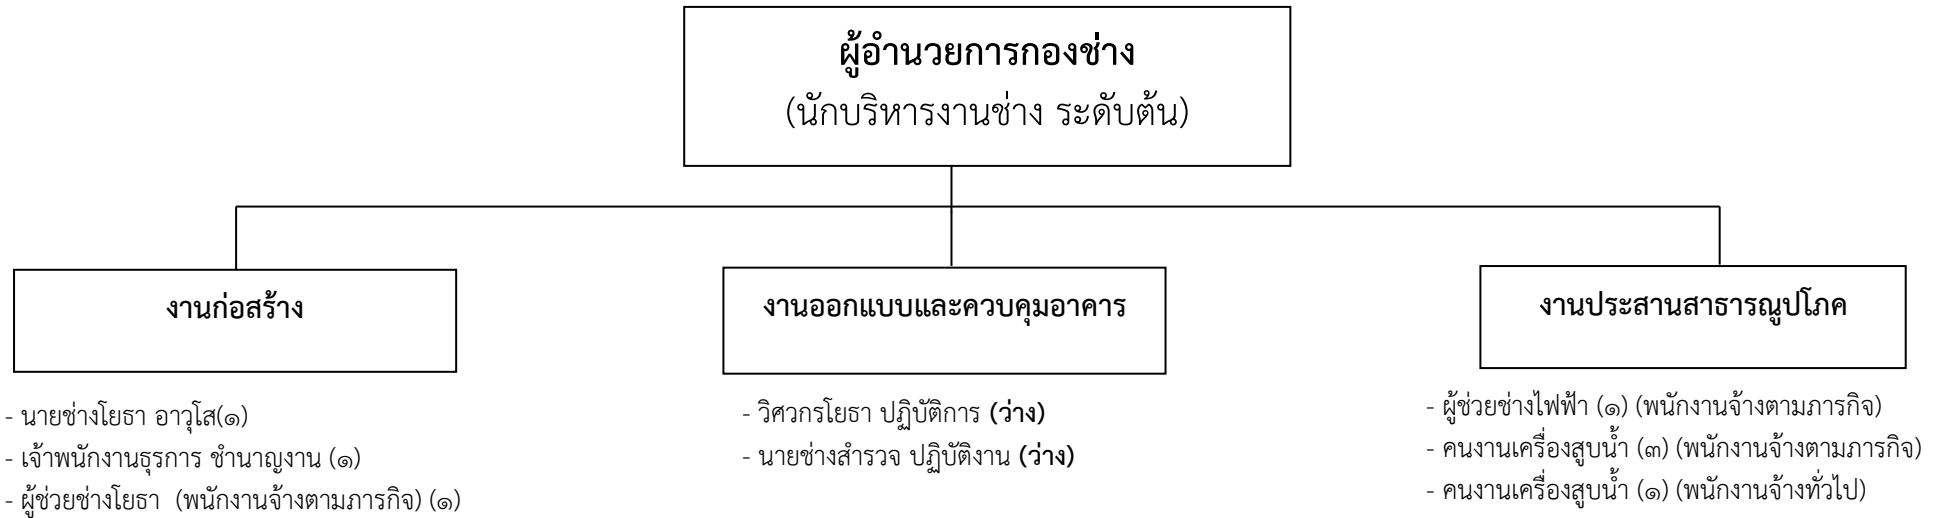 ผู้อำนวยการกองช่าง
(นักบริหารงานช่าง ระดับต้น)
งานก่อสร้าง
- นายช่างโยธา อาวุโส(๑)
- เจ้าพนักงานธุรการ ชำนาญงาน (๑)
- ผู้ช่วยช่างโยธา (พนักงานจ้างตามภารกิจ) (๑)
งานออกแบบและควบคุมอาคาร
- วิศวกรโยธา ปฏิบัติการ (ว่าง)
- นายช่างสำรวจ ปฏิบัติงาน (ว่าง)
งานประสานสาธารณูปโภค
- ผู้ช่วยช่างไฟฟ้า (๑) (พนักงานจ้างตามภารกิจ)
- คนงานเครื่องสูบน้ำ (๓) (พนักงานจ้างตามภารกิจ)
- คนงานเครื่องสูบน้ำ (๑) (พนักงานจ้างทั่วไป)